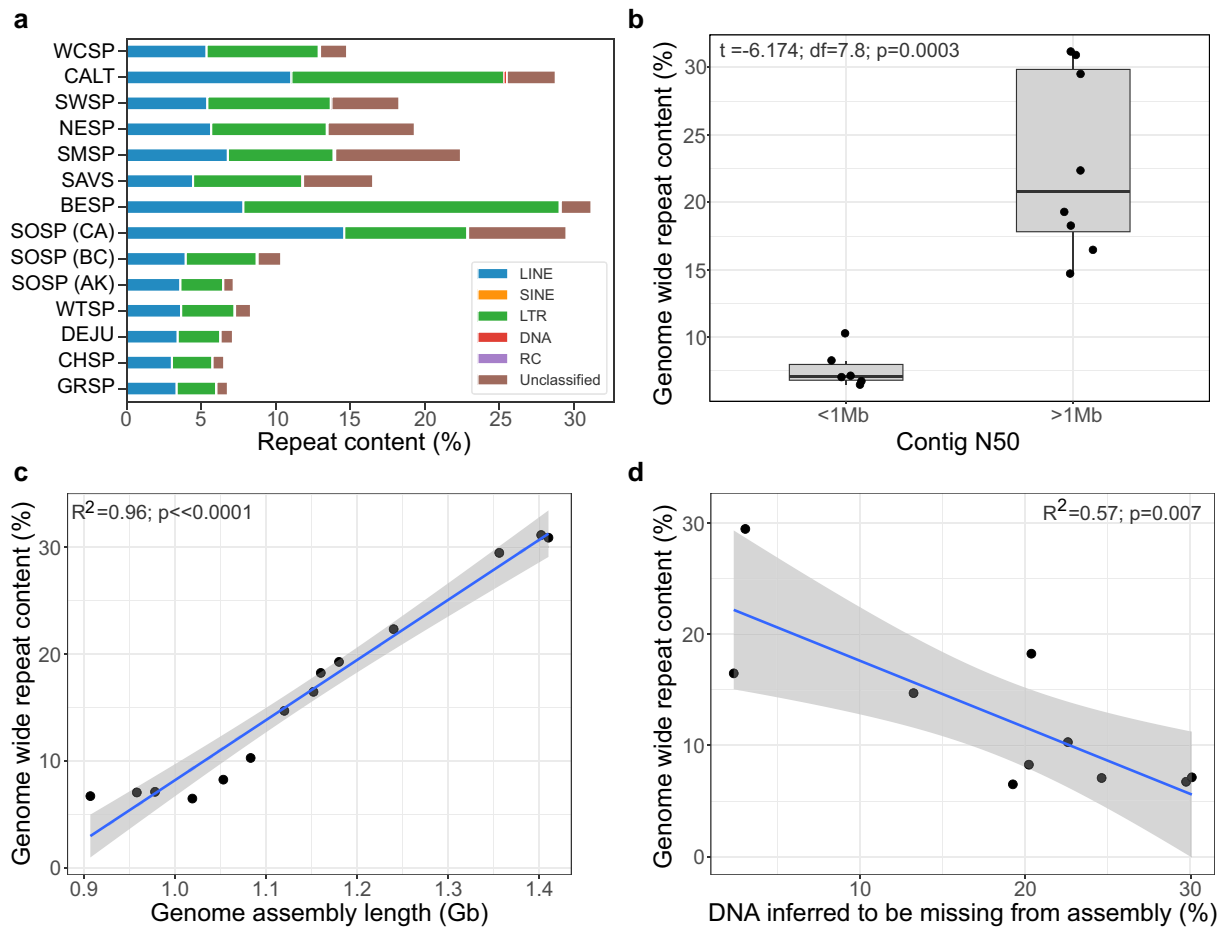 a
WCSP
CALT
SWSP
NESP
SMSP
SAVS
BESP
SOSP (CA)
SOSP (BC)
SOSP (AK)
WTSP
DEJU
CHSP
GRSP
LINE
SINE
LTR
DNA
RC
Unclassified
0 5 10 15 20 25 30
Repeat content (%)
b
Genome wide repeat content (%)
t =-6.174; df=7.8; p=0.0003
30
25
20
15
10
<1Mb >1Mb
Contig N50
c
Genome wide repeat content (%)
R²=0.96; p<<0.0001
30
20
10
0
0.9 1.0 1.1 1.2 1.3 1.4
Genome assembly length (Gb)
d
Genome wide repeat content (%)
R²=0.57; p=0.007
30
20
10
0
10 20 30
DNA inferred to be missing from assembly (%)